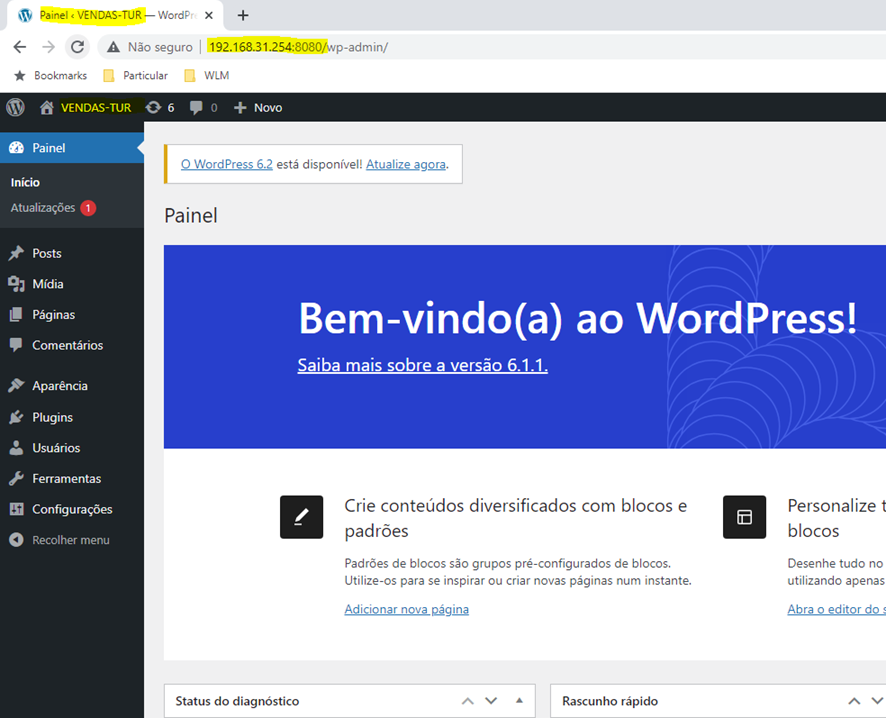 Painel ‹ VENDAS-TUR — WordPr
Não seguro | 192.168.31.254:8080/wp-admin/
Bookmarks Particular WLM
VENDAS-TUR 6 0 Novo
Painel
Início
Atualizações 1
Posts
Mídia
Páginas
Comentários
Aparência
Plugins
Usuários
Ferramentas
Configurações
Recolher menu
O WordPress 6.2 está disponível! Atualize agora.
Painel
Bem-vindo(a) ao WordPress!
Saiba mais sobre a versão 6.1.1.
Crie conteúdos diversificados com blocos e
padrões
Padrões de blocos são grupos pré-configurados de blocos.
Utilize-os para se inspirar ou criar novas páginas num instante.
Adicionar nova página
Personalize t
blocos
Desenhe tudo no
utilizando apenas
Abra o editor do s
Status do diagnóstico
Rascunho rápido